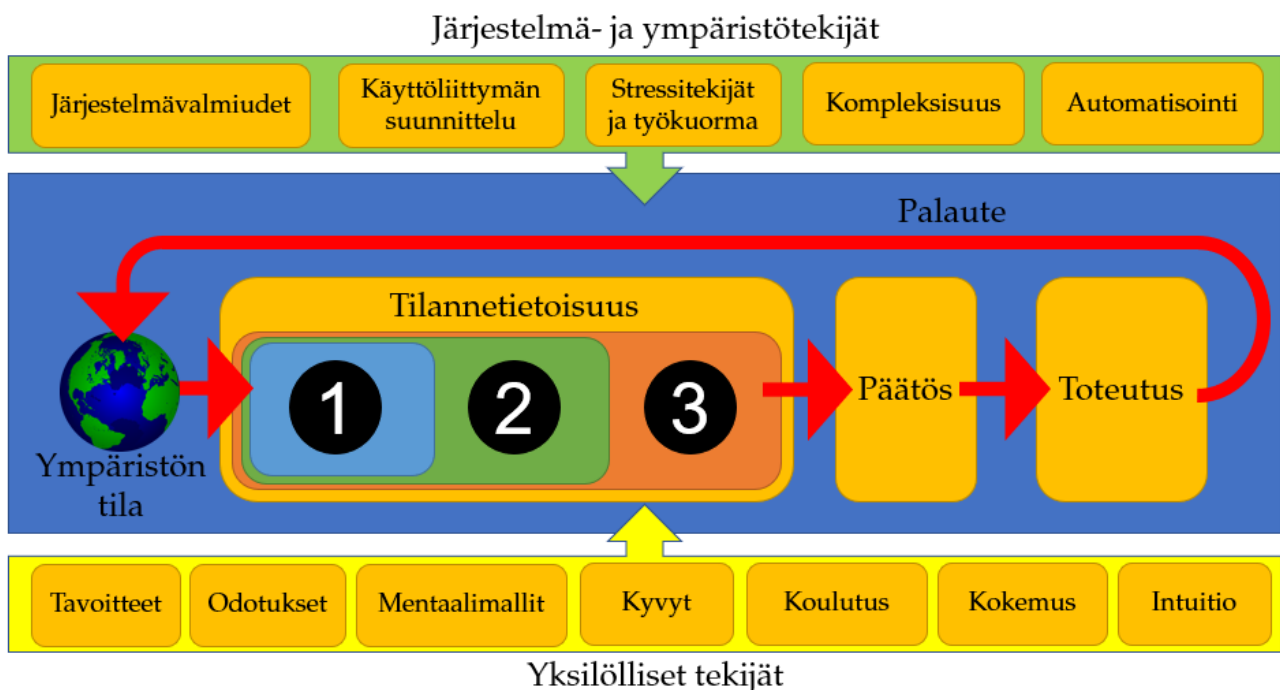 Järjestelmä- ja ympäristötekijät
Järjestelmävalmiudet
Käyttöliittymän
suunnittelu
Stressitekijät
ja työkuorma
Kompleksisuus
Automatisointi
Palaute
Tilannetietoisuus
1
2
3
Päätös
Toteutus
Ympäristön
tila
Tavoitteet
Odotukset
Mentaalimallit
Kyvyt
Koulutus
Kokemus
Intuitio
Yksilölliset tekijät